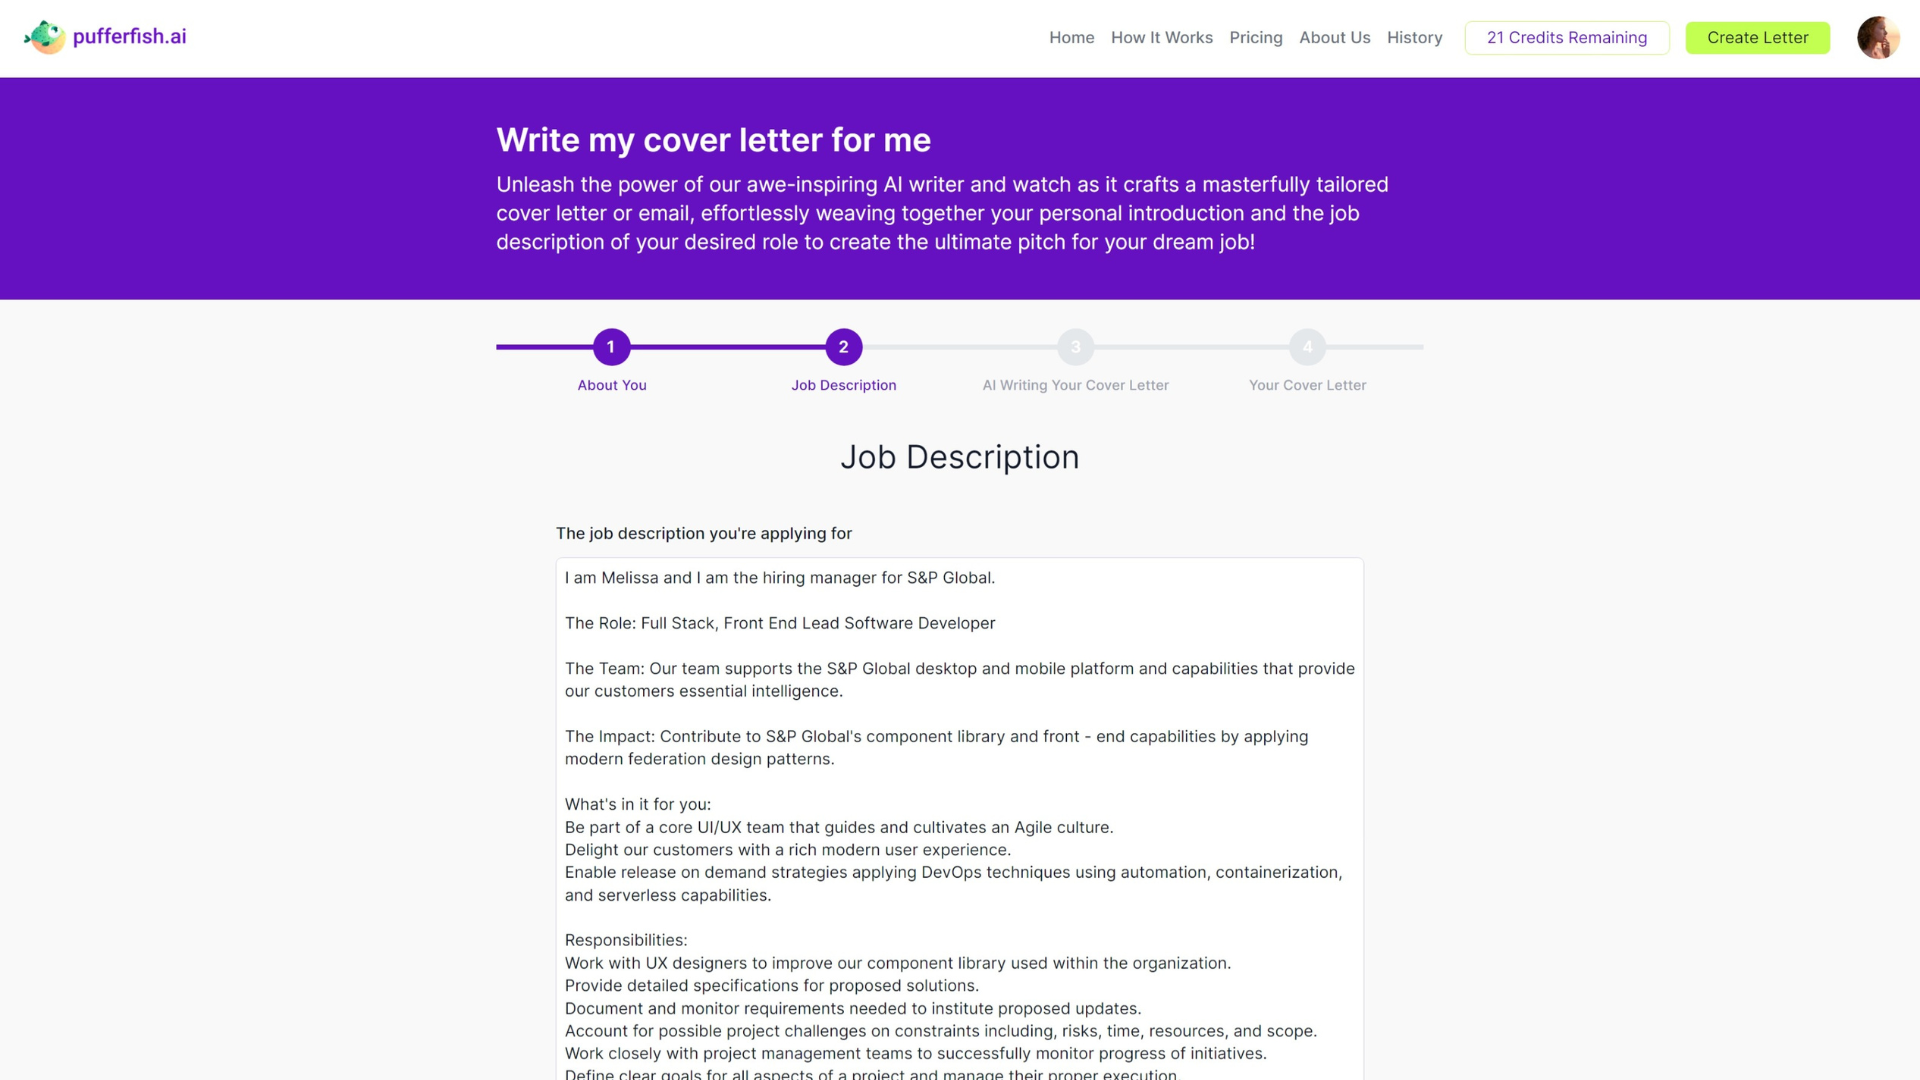 pufferfish.ai
Home How It Works Pricing About Us History 21 Credits Remaining Create Letter
Write my cover letter for me
Unleash the power of our awe-inspiring AI writer and watch as it crafts a masterfully tailored
cover letter or email, effortlessly weaving together your personal introduction and the job
description of your desired role to create the ultimate pitch for your dream job!
1 2 3 4
About You Job Description AI Writing Your Cover Letter Your Cover Letter
Job Description
The job description you're applying for
I am Melissa and I am the hiring manager for S&P Global.
The Role: Full Stack, Front End Lead Software Developer
The Team: Our team supports the S&P Global desktop and mobile platform and capabilities that provide
our customers essential intelligence.
The Impact: Contribute to S&P Global's component library and front - end capabilities by applying
modern federation design patterns.
What's in it for you:
Be part of a core UI/UX team that guides and cultivates an Agile culture.
Delight our customers with a rich modern user experience.
Enable release on demand strategies applying DevOps techniques using automation, containerization,
and serverless capabilities.
Responsibilities:
Work with UX designers to improve our component library used within the organization.
Provide detailed specifications for proposed solutions.
Document and monitor requirements needed to institute proposed updates.
Account for possible project challenges on constraints including, risks, time, resources, and scope.
Work closely with project management teams to successfully monitor progress of initiatives.
Define clear goals for all aspects of a project and manage their proper execution.